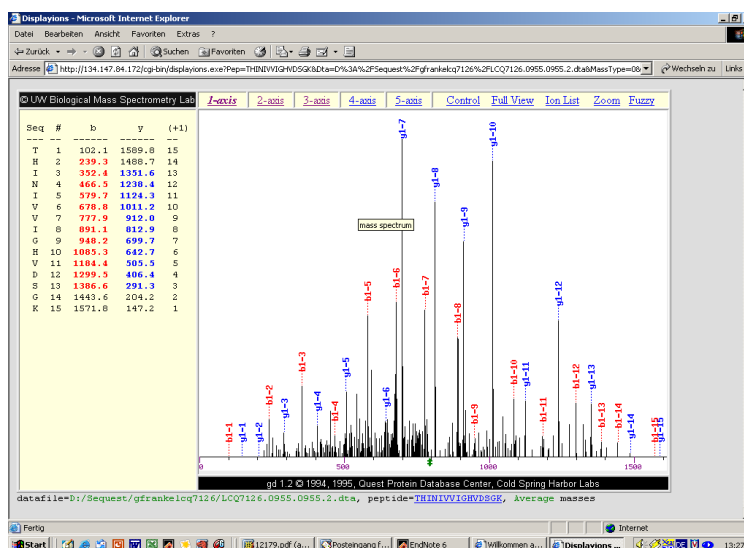 Displayions - Microsoft Internet Explorer
Datei Bearbeiten Ansicht Favoriten Extras ?
Zurück Suchen Favoriten
Adresse http://134.147.84.172/cgi-bin/displayions.exe?Pep=THINIVVIGHVDSGK&Dta=D%3A%2FSequest%2Fgfrankelcq7126%2FLCQ7126.0955.0955.2.dta&MassType=0& Wechseln zu Links
© UW Biological Mass Spectrometry Lab 1-axis 2-axis 3-axis 4-axis 5-axis Control Full View Ion List Zoom Fuzzy
Seq # b y (+1)
--- -- ------ ------ --
T 1 102.1 1589.8 15
H 2 239.3 1488.7 14
I 3 352.4 1351.6 13
N 4 466.5 1238.4 12
I 5 579.7 1124.3 11
V 6 678.8 1011.2 10
V 7 777.9 912.0 9
I 8 891.1 812.9 8
G 9 948.2 699.7 7
H 10 1085.3 642.7 6
V 11 1184.4 505.5 5
D 12 1299.5 406.4 4
S 13 1386.6 291.3 3
G 14 1443.6 204.2 2
K 15 1571.8 147.2 1
b1-1
y1-1
y1-2
b1-2
y1-3
b1-3
y1-4
b1-4
y1-5
b1-5
y1-6
b1-6
y1-7
b1-7
y1-8
b1-8
y1-9
b1-9
y1-10
b1-10
y1-11
b1-11
y1-12
b1-12
y1-13
b1-13
b1-14
y1-14
b1-15
y1-15
mass spectrum
0 500 1000 1500
gd 1.2 © 1994, 1995, Quest Protein Database Center, Cold Spring Harbor Labs
datafile=D:/Sequest/gfrankelcq7126/LCQ7126.0955.0955.2.dta, peptide=THINIVVIGHVDSGK, Average masses
Fertig Internet
Start 12179.pdf (a... Posteingang f... EndNote 6 Willkommen a... Displayions ... DE 13:27